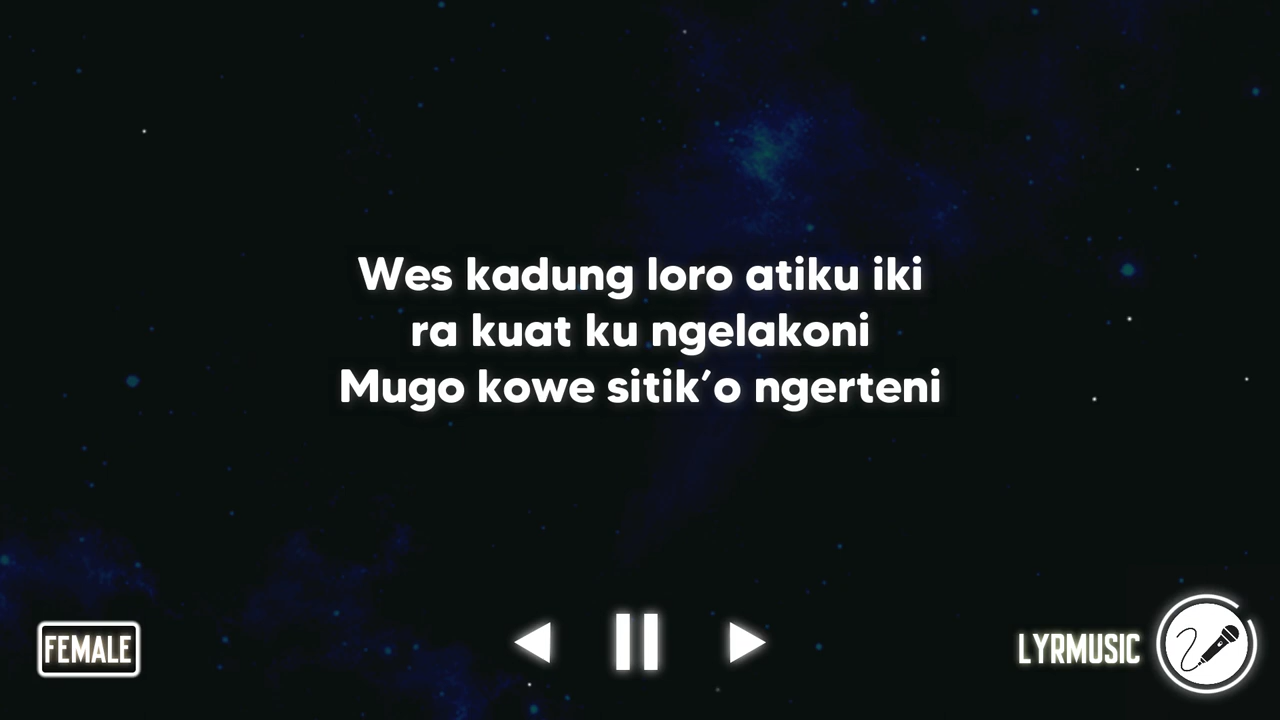 Wes kadung loro atiku iki
ra kuat ku ngelakoni
Mugo kowe sitik'o ngerteni
FEMALE
LYRMUSIC